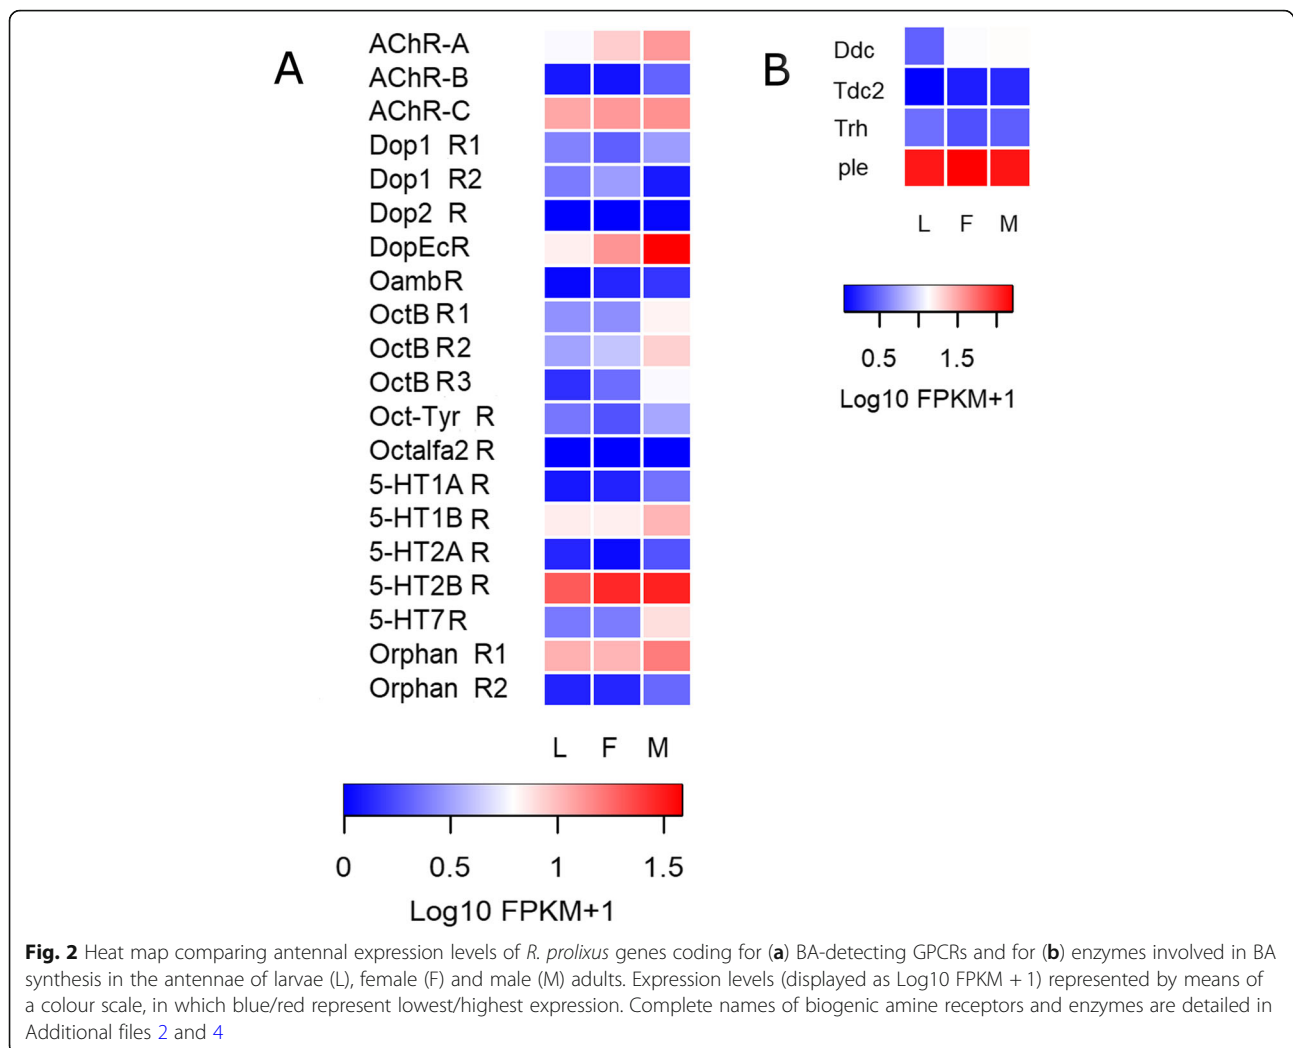 A
AChR-A
AChR-B
AChR-C
Dop1 R1
Dop1 R2
Dop2 R
DopEcR
OambR
OctB R1
OctB R2
OctB R3
Oct-Tyr R
Octalfa2 R
5-HT1A R
5-HT1B R
5-HT2A R
5-HT2B R
5-HT7 R
Orphan R1
Orphan R2
L F M
0 0.5 1 1.5
Log10 FPKM+1
B
Ddc
Tdc2
Trh
ple
L F M
0.5 1.5
Log10 FPKM+1
Fig. 2 Heat map comparing antennal expression levels of R. prolixus genes coding for (a) BA-detecting GPCRs and for (b) enzymes involved in BA
synthesis in the antennae of larvae (L), female (F) and male (M) adults. Expression levels (displayed as Log10 FPKM + 1) represented by means of
a colour scale, in which blue/red represent lowest/highest expression. Complete names of biogenic amine receptors and enzymes are detailed in
Additional files 2 and 4